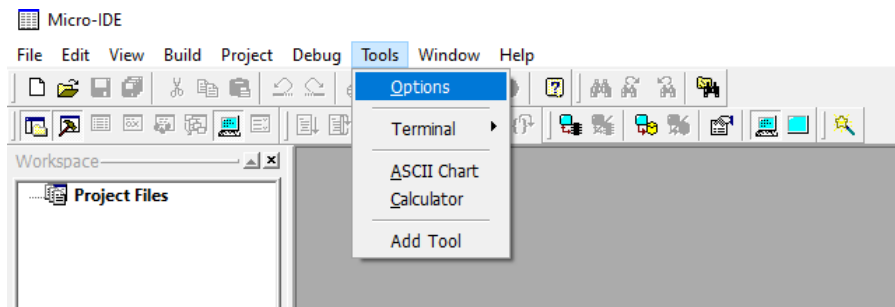 Micro-IDE
File Edit View Build Project Debug Tools Window Help
Options
Terminal
Workspace
ASCII Chart
Project Files
Calculator
Add Tool